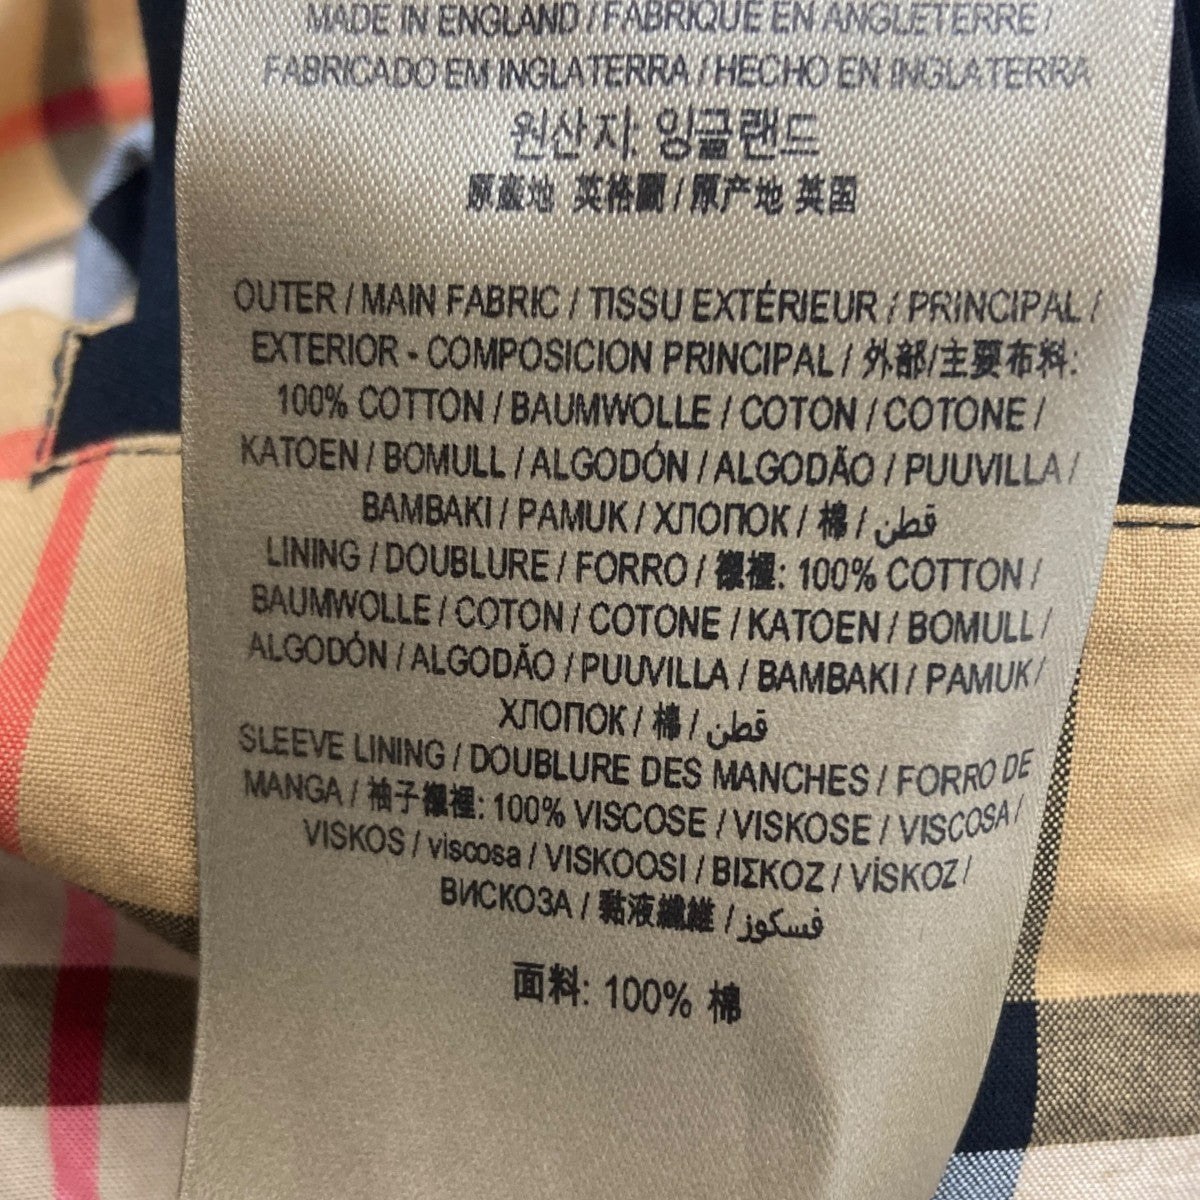 MADE IN ENGLAND / FABRIQUÉ EN ANGLETERRE /
FABRICADO EM INGLATERRA / HECHO EN INGLATERRA
원산지: 잉글랜드
原產地 英格蘭 / 原产地 英国
OUTER / MAIN FABRIC / TISSU EXTÉRIEUR / PRINCIPAL /
EXTERIOR - COMPOSICION PRINCIPAL / 外部/主要布料:
100% COTTON / BAUMWOLLE / COTON / COTONE /
KATOEN / BOMULL / ALGODÓN / ALGODÃO / PUUVILLA /
BAMBAKI / PAMUK / ХЛОПОК / 棉 / قطن
LINING / DOUBLURE / FORRO / 襯裡: 100% COTTON /
BAUMWOLLE / COTON / COTONE / KATOEN / BOMULL /
ALGODÓN / ALGODÃO / PUUVILLA / BAMBAKI / PAMUK /
ХЛОПОК / 棉 / قطن
SLEEVE LINING / DOUBLURE DES MANCHES / FORRO DE
MANGA / 袖子襯裡: 100% VISCOSE / VISKOSE / VISCOSA /
VISKOS / viscosa / VISKOOSI / ΒΙΣΚΟΖ / VİSKOZ /
ВИСКОЗА / 黏液纖維 / فسكوز
面料: 100% 棉